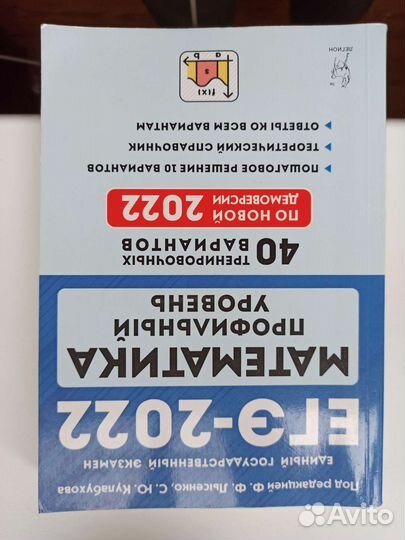 Под редакцией Ф. Ф. Лысенко, С. Ю. Кулабухова
ЕДИНЫЙ ГОСУДАРСТВЕННЫЙ ЭКЗАМЕН
ЕГЭ-2022
МАТЕМАТИКА
ПРОФИЛЬНЫЙ
УРОВЕНЬ
40 ТРЕНИРОВОЧНЫХ
ВАРИАНТОВ
ПО НОВОЙ
ДЕМОВЕРСИИ 2022
ПОШАГОВОЕ РЕШЕНИЕ 10 ВАРИАНТОВ
ТЕОРЕТИЧЕСКИЙ СПРАВОЧНИК
ОТВЕТЫ КО ВСЕМ ВАРИАНТАМ
f(x)
S
a b
ЛЕГИОН
Avito